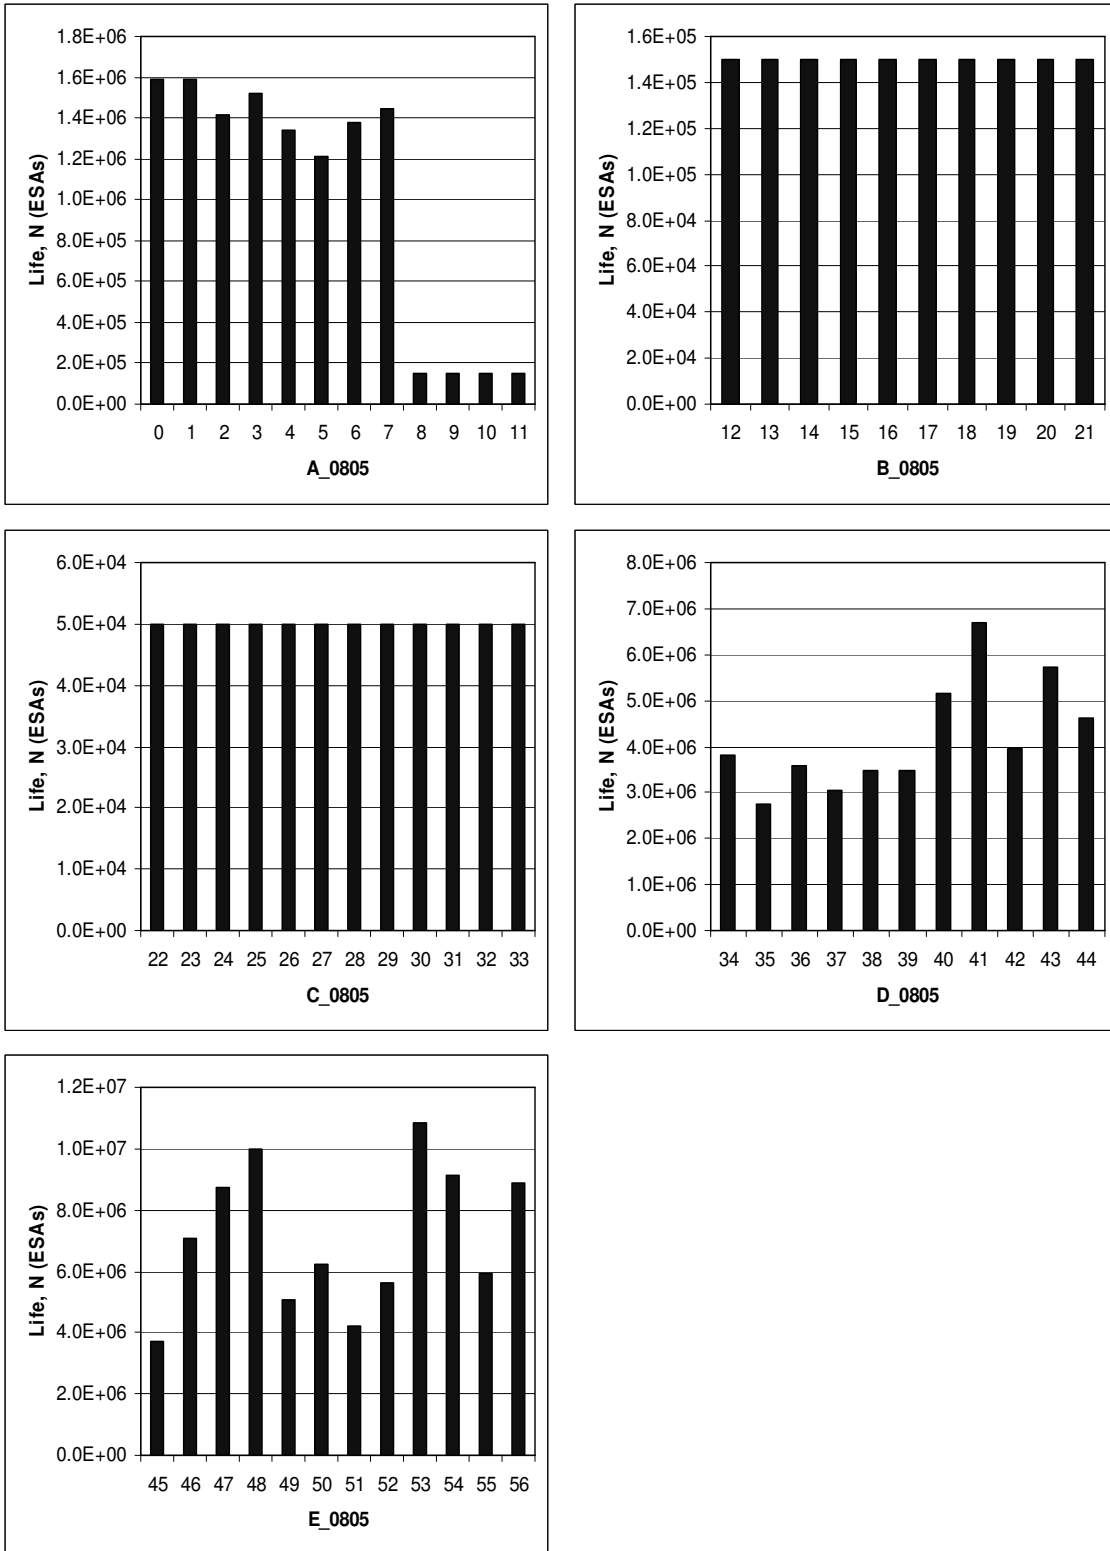 1.8E+06
1.6E+06
1.4E+06
1.2E+06
1.0E+06
8.0E+05
6.0E+05
4.0E+05
2.0E+05
0.0E+00
Life, N (ESAs)
0 1 2 3 4 5 6 7 8 9 10 11
A_0805
1.6E+05
1.4E+05
1.2E+05
1.0E+05
8.0E+04
6.0E+04
4.0E+04
2.0E+04
0.0E+00
Life, N (ESAs)
12 13 14 15 16 17 18 19 20 21
B_0805
6.0E+04
5.0E+04
4.0E+04
3.0E+04
2.0E+04
1.0E+04
0.0E+00
Life, N (ESAs)
22 23 24 25 26 27 28 29 30 31 32 33
C_0805
8.0E+06
7.0E+06
6.0E+06
5.0E+06
4.0E+06
3.0E+06
2.0E+06
1.0E+06
0.0E+00
Life, N (ESAs)
34 35 36 37 38 39 40 41 42 43 44
D_0805
1.2E+07
1.0E+07
8.0E+06
6.0E+06
4.0E+06
2.0E+06
0.0E+00
Life, N (ESAs)
45 46 47 48 49 50 51 52 53 54 55 56
E_0805